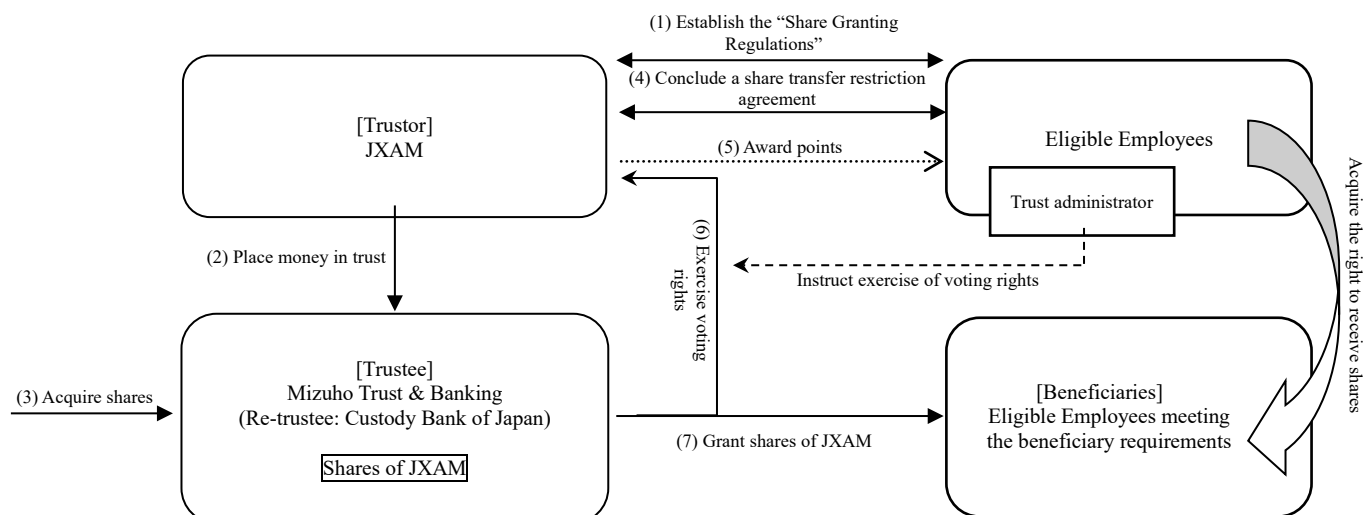 (1) Establish the “Share Granting
Regulations”
(4) Conclude a share transfer restriction
agreement
[Trustor]
JXAM
(5) Award points
Eligible Employees
Trust administrator
Acquire the right to receive shares
(2) Place money in trust
(6) Exercise voting
rights
Instruct exercise of voting rights
[Trustee]
Mizuho Trust & Banking
(Re-trustee: Custody Bank of Japan)
Shares of JXAM
(3) Acquire shares
(7) Grant shares of JXAM
[Beneficiaries]
Eligible Employees meeting
the beneficiary requirements